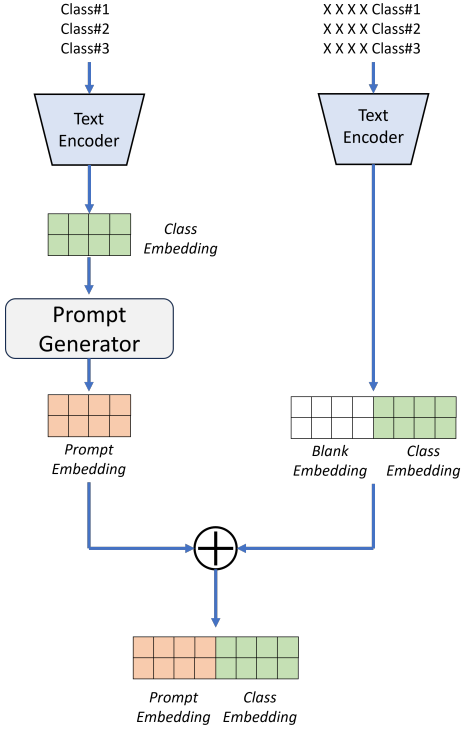 Class#1
Class#2
Class#3
X X X X Class#1
X X X X Class#2
X X X X Class#3
Text
Encoder
Text
Encoder
Class
Embedding
Prompt
Generator
Prompt
Embedding
Blank
Embedding
Class
Embedding
Prompt
Embedding
Class
Embedding